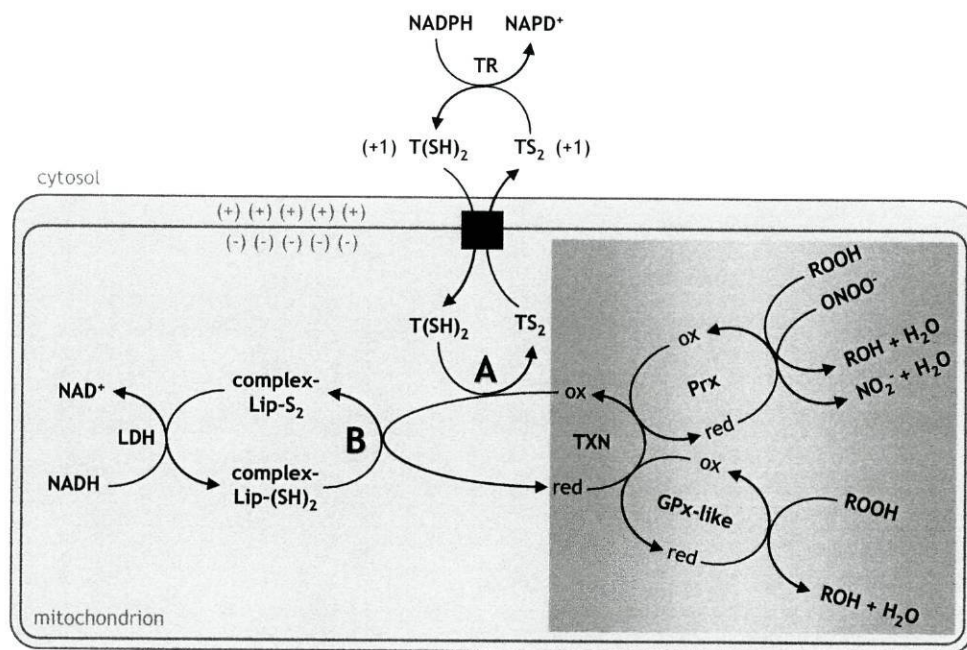 NADPH NAPD⁺
TR
(+1) T(SH)₂ TS₂ (+1)
cytosol
(+) (+) (+) (+) (+)
(-) (-) (-) (-) (-)
T(SH)₂ TS₂
A
ROOH
ONOO⁻
ox
Prx
red
ROH + H₂O
NO₂⁻ + H₂O
NAD⁺
LDH
NADH
complex-
Lip-S₂
complex-
Lip-(SH)₂
B
ox
TXN
red
ox
GPx-like
red
ROOH
ROH + H₂O
mitochondrion